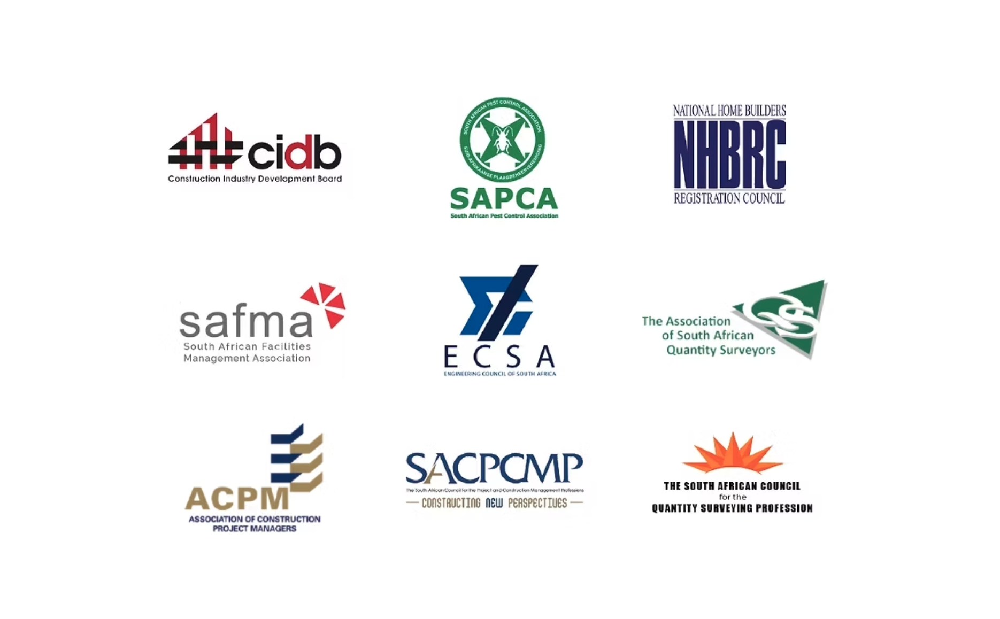 cidb
Construction Industry Development Board
SOUTH AFRICAN PEST CONTROL ASSOCIATION
SUID-AFRIKAANSE PLAAGBEHEERVERENIGING
SAPCA
South African Pest Control Association
NATIONAL HOME BUILDERS
NHBRC
REGISTRATION COUNCIL
safma
South African Facilities
Management Association
ECSA
ENGINEERING COUNCIL OF SOUTH AFRICA
QS
The Association
of South African
Quantity Surveyors
ACPM
ASSOCIATION OF CONSTRUCTION
PROJECT MANAGERS
SACPCMP
The South African Council for the Project and Construction Management Professions
CONSTRUCTING NEW PERSPECTIVES
THE SOUTH AFRICAN COUNCIL
for the
QUANTITY SURVEYING PROFESSION